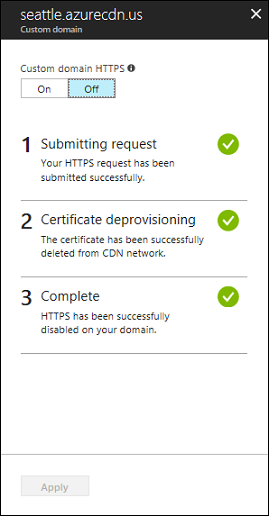 seattle.azurecdn.us
Custom domain
Custom domain HTTPS
On Off
1 Submitting request
Your HTTPS request has been
submitted successfully.
2 Certificate deprovisioning
The certificate has been successfully
deleted from CDN network.
3 Complete
HTTPS has been successfully
disabled on your domain.
Apply